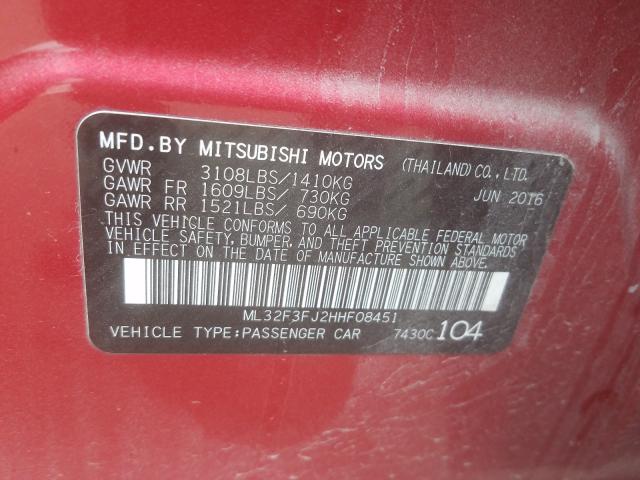 MFD.BY MITSUBISHI MOTORS (THAILAND) CO., LTD.
GVWR 3108LBS/1410KG JUN 2016
GAWR FR 1609LBS/ 730KG
GAWR RR 1521LBS/ 690KG
THIS VEHICLE CONFORMS TO ALL APPLICABLE FEDERAL MOTOR
VEHICLE SAFETY, BUMPER, AND THEFT PREVENTION STANDARDS
IN EFFECT ON THE DATE OF MANUFACTURE SHOWN ABOVE.
ML32F3FJ2HHF08451
VEHICLE TYPE:PASSENGER CAR 7430C 104